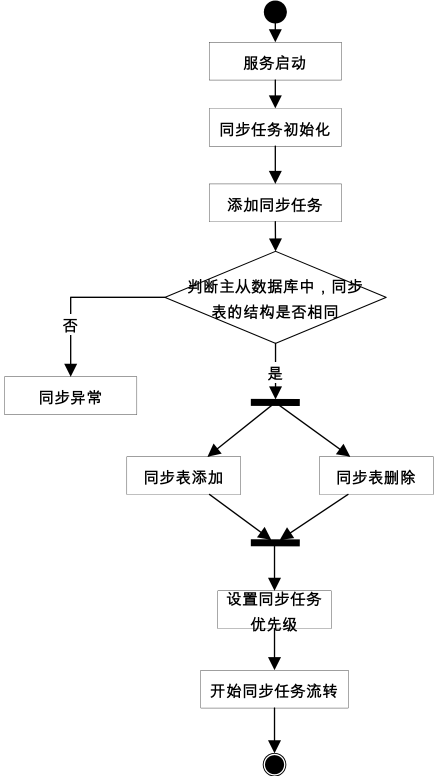 服务启动
同步任务初始化
添加同步任务
判断主从数据库中，同步
表的结构是否相同
否
同步异常
是
同步表添加
同步表删除
设置同步任务
优先级
开始同步任务流转